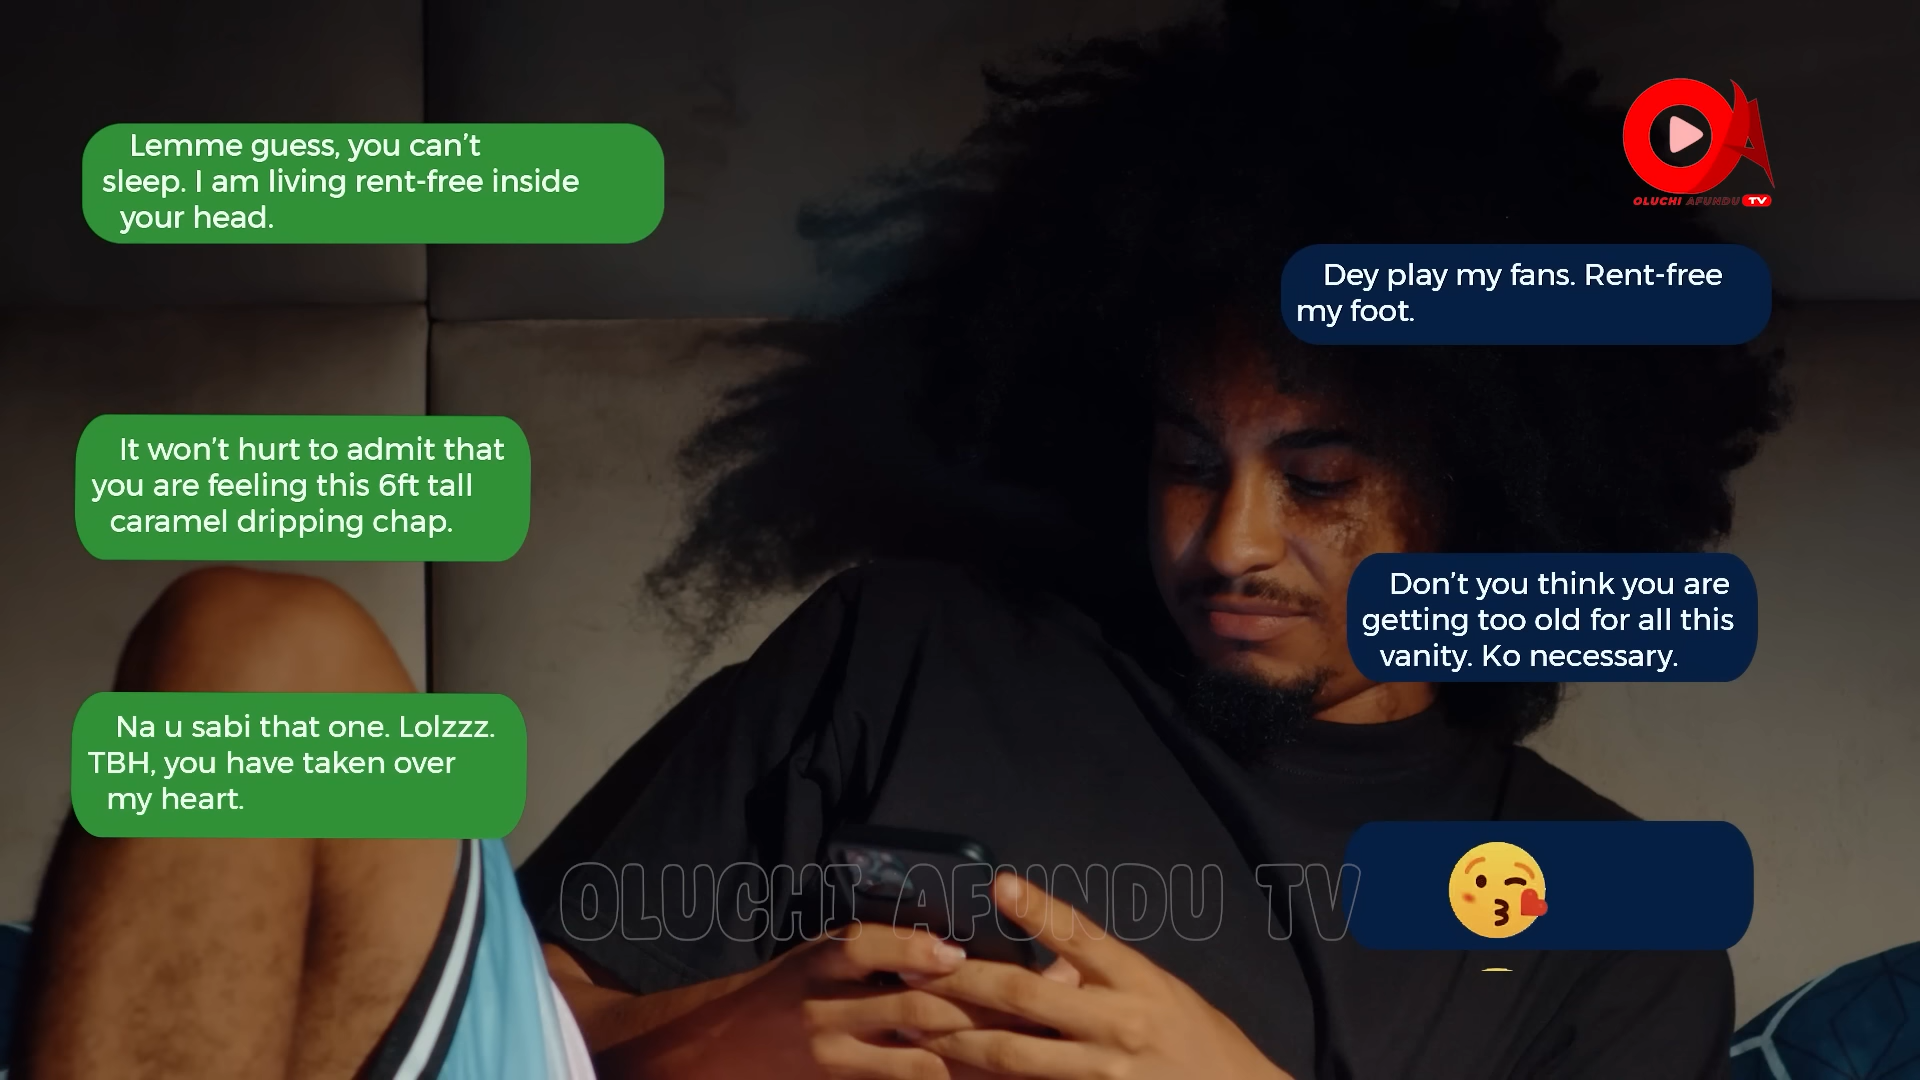 Lemme guess, you can't
sleep. I am living rent-free inside
your head.
OLUCHI AFUNDU TV
Dey play my fans. Rent-free
my foot.
It won't hurt to admit that
you are feeling this 6ft tall
caramel dripping chap.
Don't you think you are
getting too old for all this
vanity. Ko necessary.
Na u sabi that one. Lolzzz.
TBH, you have taken over
my heart.
OLUCHI AFUNDU TV